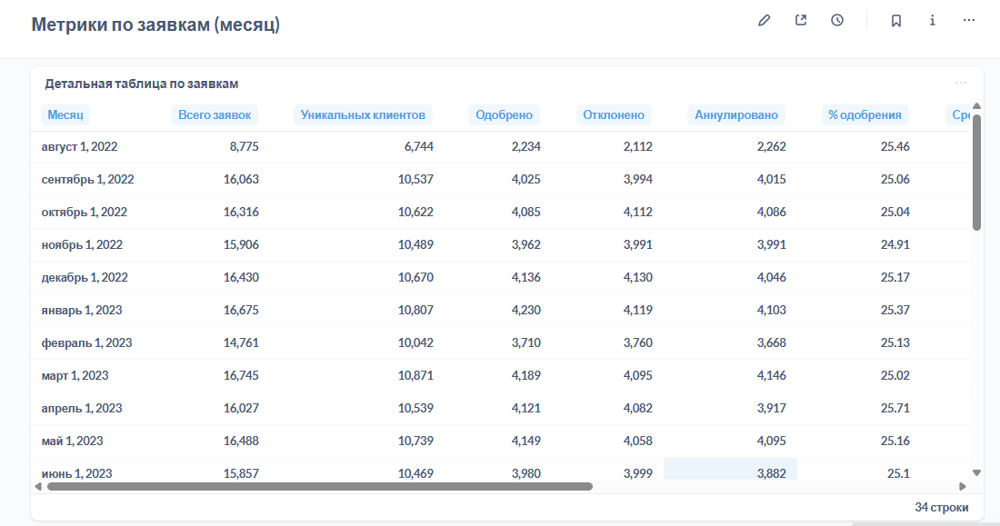 Метрики по заявкам (месяц)
Детальная таблица по заявкам
Месяц Всего заявок Уникальных клиентов Одобрено Отклонено Аннулировано % одобрения
август 1, 2022 8,775 6,744 2,234 2,112 2,262 25.46
сентябрь 1, 2022 16,063 10,537 4,025 3,994 4,015 25.06
октябрь 1, 2022 16,316 10,622 4,085 4,112 4,086 25.04
ноябрь 1, 2022 15,906 10,489 3,962 3,991 3,991 24.91
декабрь 1, 2022 16,430 10,670 4,136 4,130 4,046 25.17
январь 1, 2023 16,675 10,807 4,230 4,119 4,103 25.37
февраль 1, 2023 14,761 10,042 3,710 3,760 3,668 25.13
март 1, 2023 16,745 10,871 4,189 4,095 4,146 25.02
апрель 1, 2023 16,027 10,539 4,121 4,082 3,917 25.71
май 1, 2023 16,488 10,739 4,149 4,058 4,095 25.16
июнь 1, 2023 15,857 10,469 3,980 3,999 3,882 25.1
34 строки